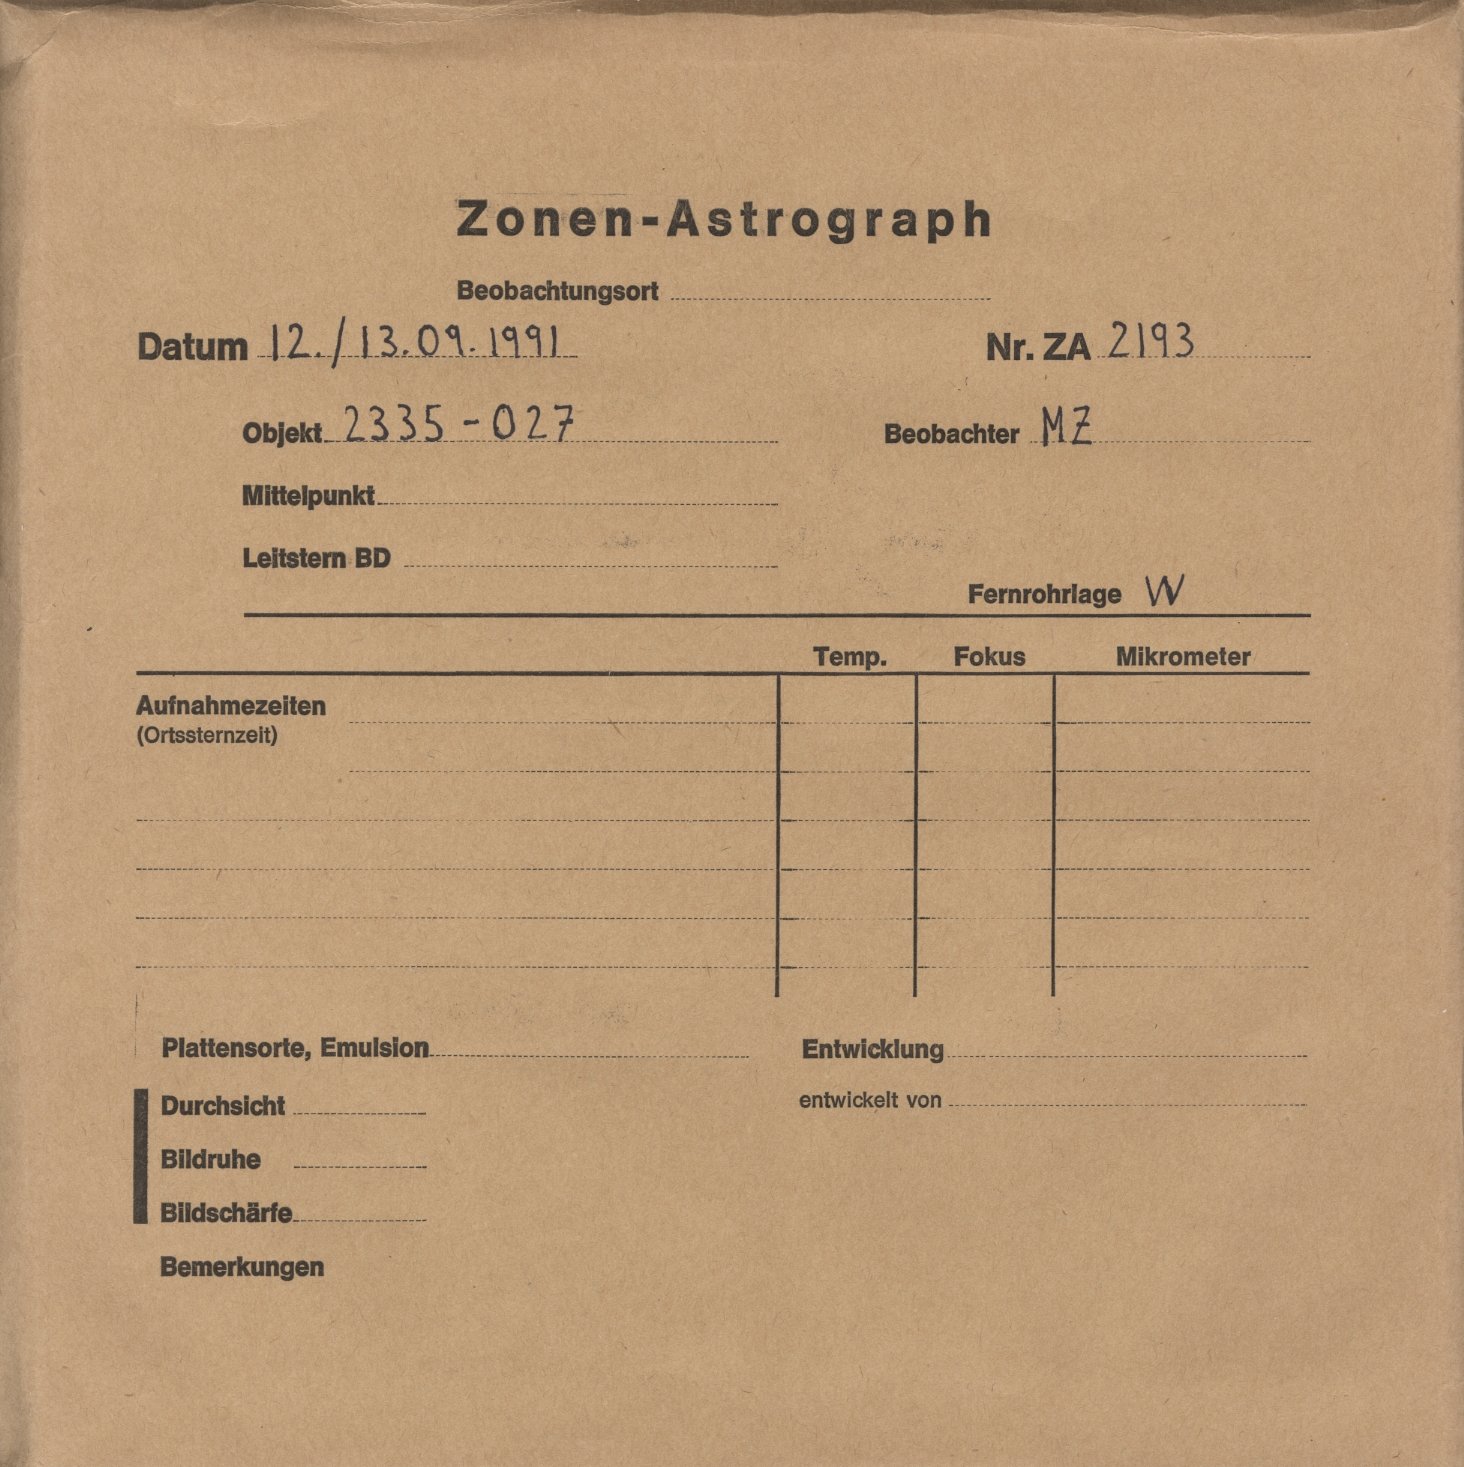 Zonen-Astrograph
Beobachtungsort
Datum 12./13.09.1991 Nr. ZA 2193
Objekt 2335-027 Beobachter MZ
Mittelpunkt
Leitstern BD
Fernrohrlage W
Temp. Fokus Mikrometer
Aufnahmezeiten
(Ortssternzeit)
Plattensorte, Emulsion Entwicklung
Durchsicht entwickelt von
Bildruhe
Bildschärfe
Bemerkungen